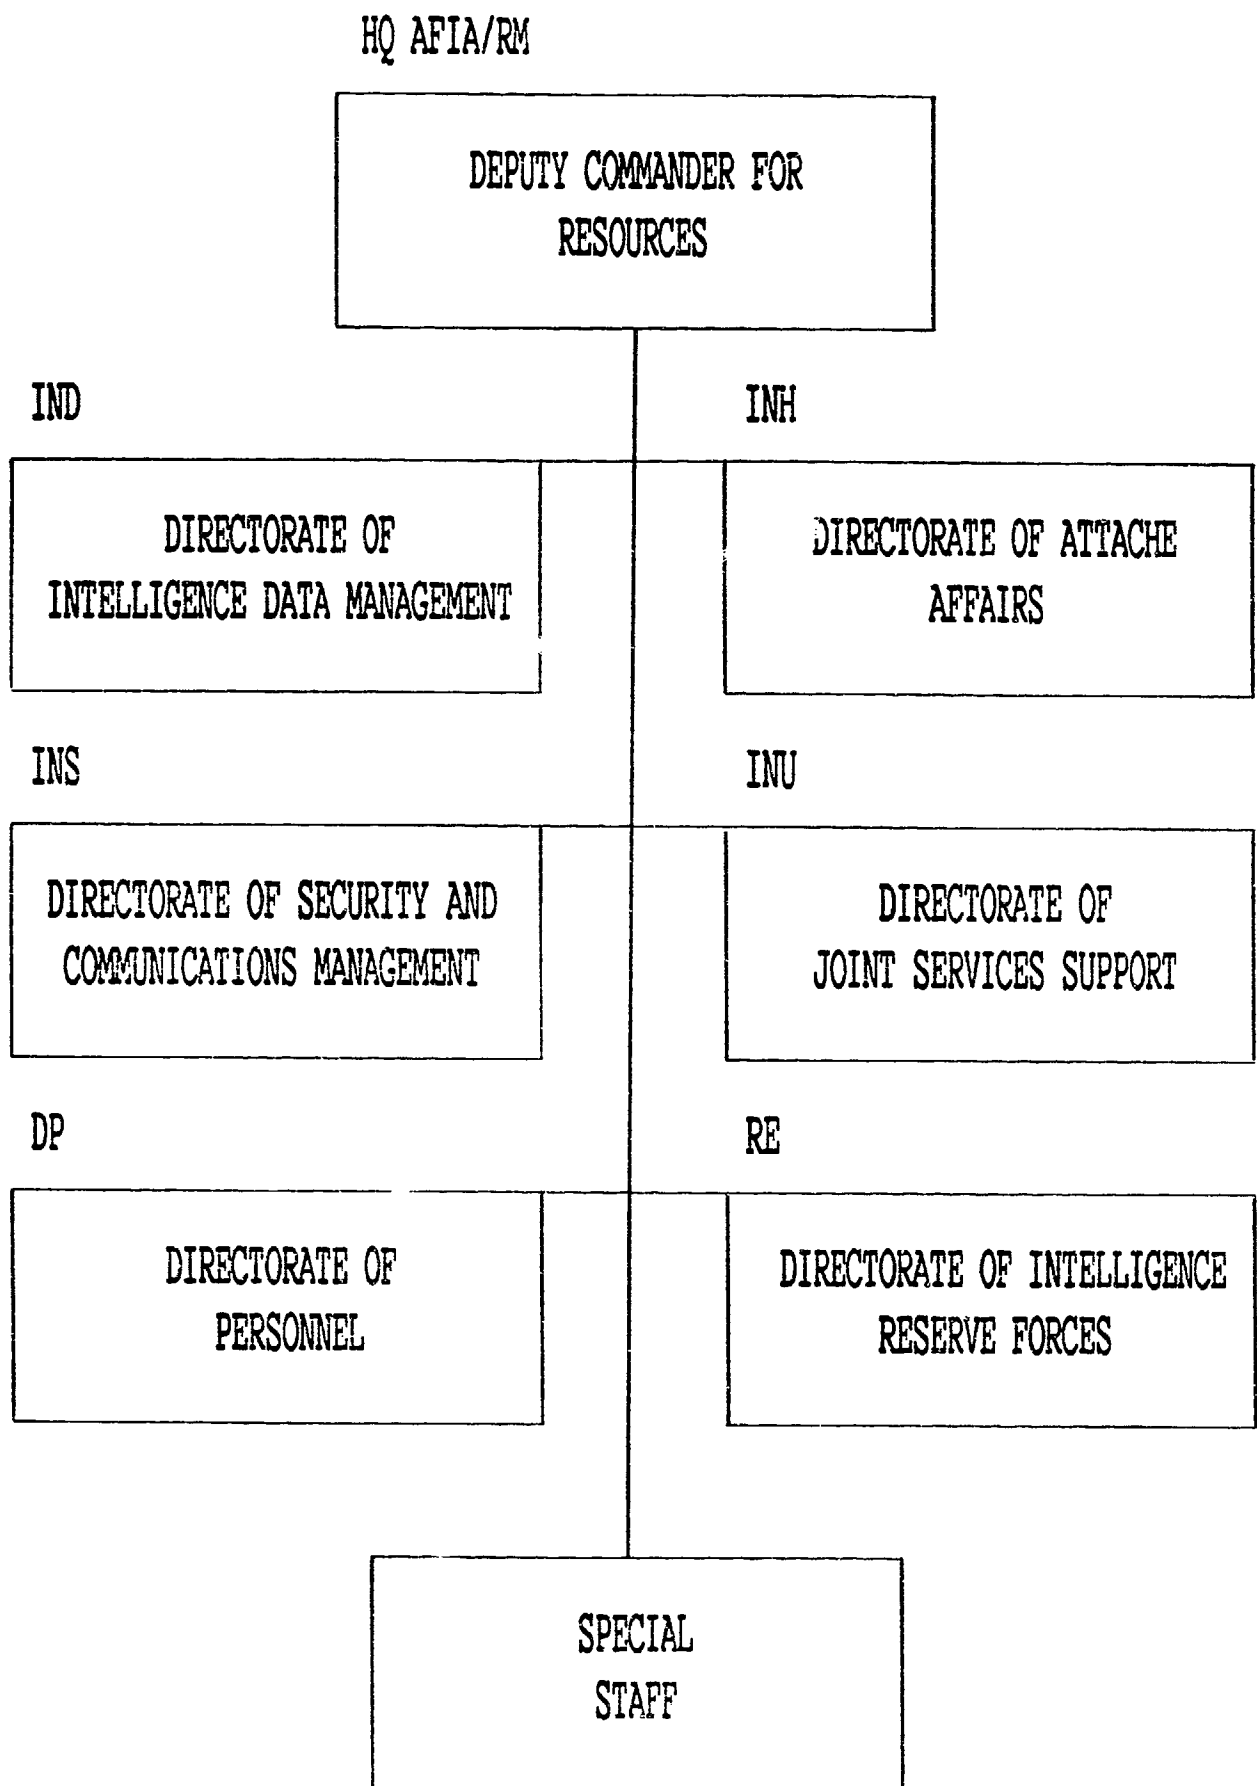 HQ AFIA/RM
DEPUTY COMMANDER FOR
RESOURCES
IND
DIRECTORATE OF
INTELLIGENCE DATA MANAGEMENT
INH
DIRECTORATE OF ATTACHE
AFFAIRS
INS
DIRECTORATE OF SECURITY AND
COMMUNICATIONS MANAGEMENT
INU
DIRECTORATE OF
JOINT SERVICES SUPPORT
DP
DIRECTORATE OF
PERSONNEL
RE
DIRECTORATE OF INTELLIGENCE
RESERVE FORCES
SPECIAL
STAFF